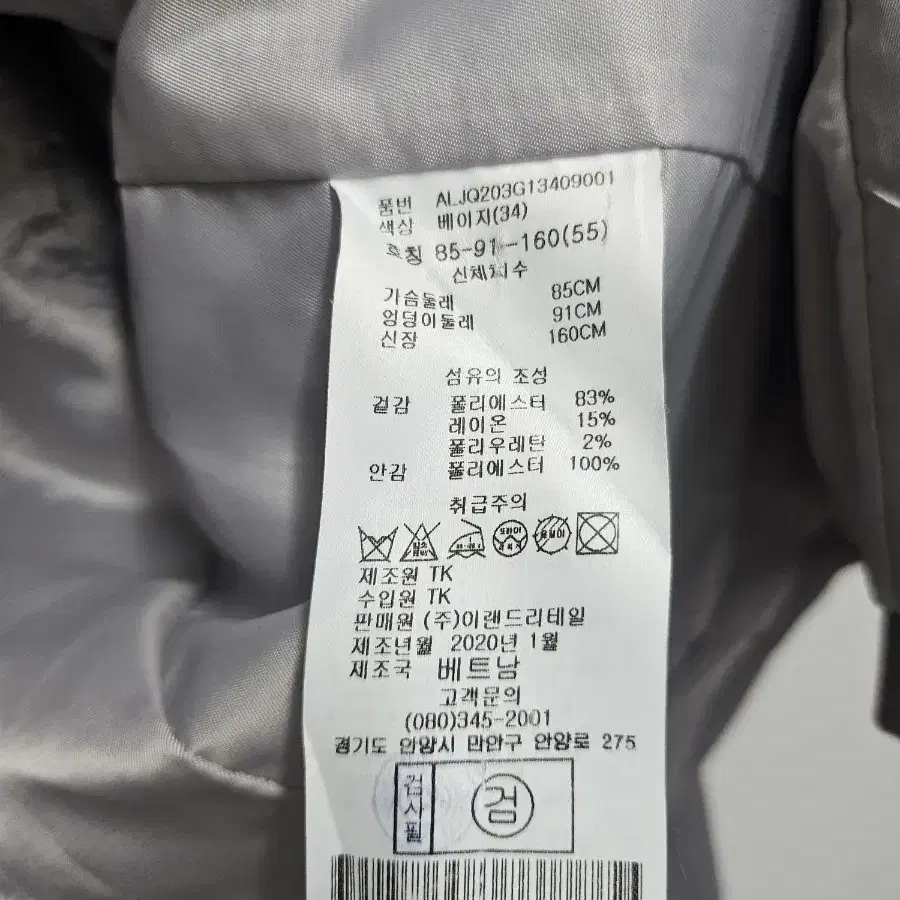 품번 ALJQ203G13409001
색상 베이지(34)
호칭 85-91-160(55)
신체치수
가슴둘레 85CM
엉덩이둘레 91CM
신장 160CM
섬유의 조성
겉감 폴리에스터 83%
레이온 15%
폴리우레탄 2%
안감 폴리에스터 100%
취급주의
제조원 TK
수입원 TK
판매원 (주)이랜드리테일
제조년월 2020년 1월
제조국 베트남
고객문의
(080)345-2001
경기도 안양시 만안구 안양로 275
검사필
검